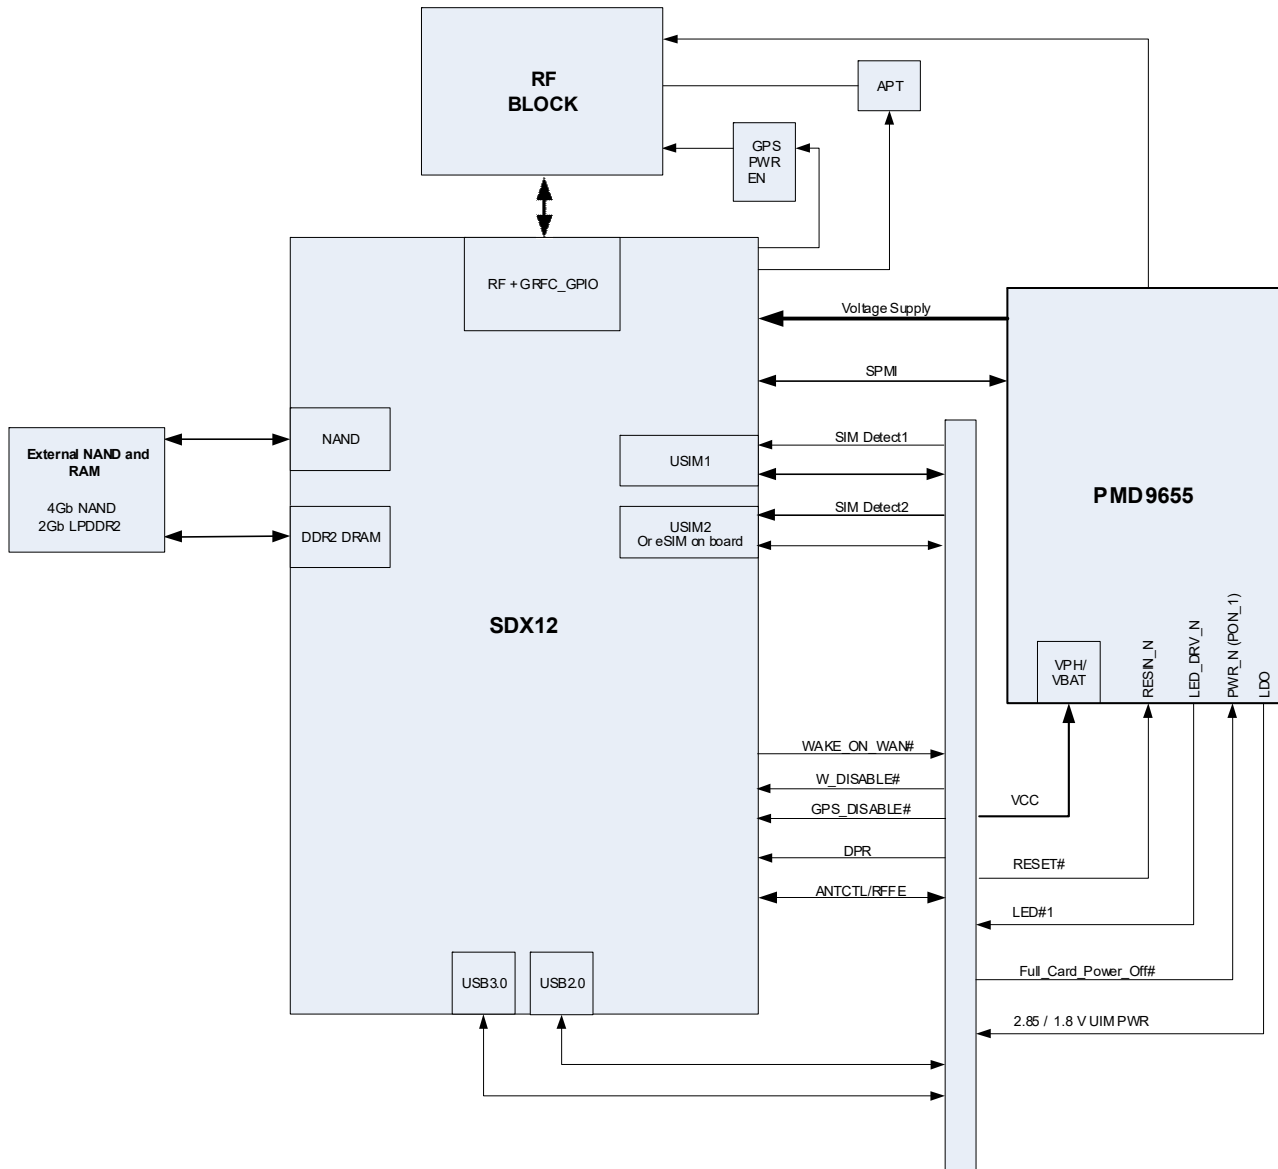 RF
BLOCK
APT
GPS
PWR
EN
RF + GRFC_GPIO
Voltage Supply
SPMI
NAND
External NAND and
RAM
4Gb NAND
2Gb LPDDR2
DDR2 DRAM
USIM1
SIM Detect1
USIM2
Or eSIM on board
SIM Detect2
PMD9655
SDX12
VPH/
VBAT
RESIN_N
LED_DRV_N
PWR_N (PON_1)
LDO
WAKE_ON_WAN#
W_DISABLE#
GPS_DISABLE#
VCC
DPR
RESET#
ANTCTL/RFFE
LED#1
Full_Card_Power_Off#
USB3.0
USB2.0
2.85 / 1.8 V UIM PWR